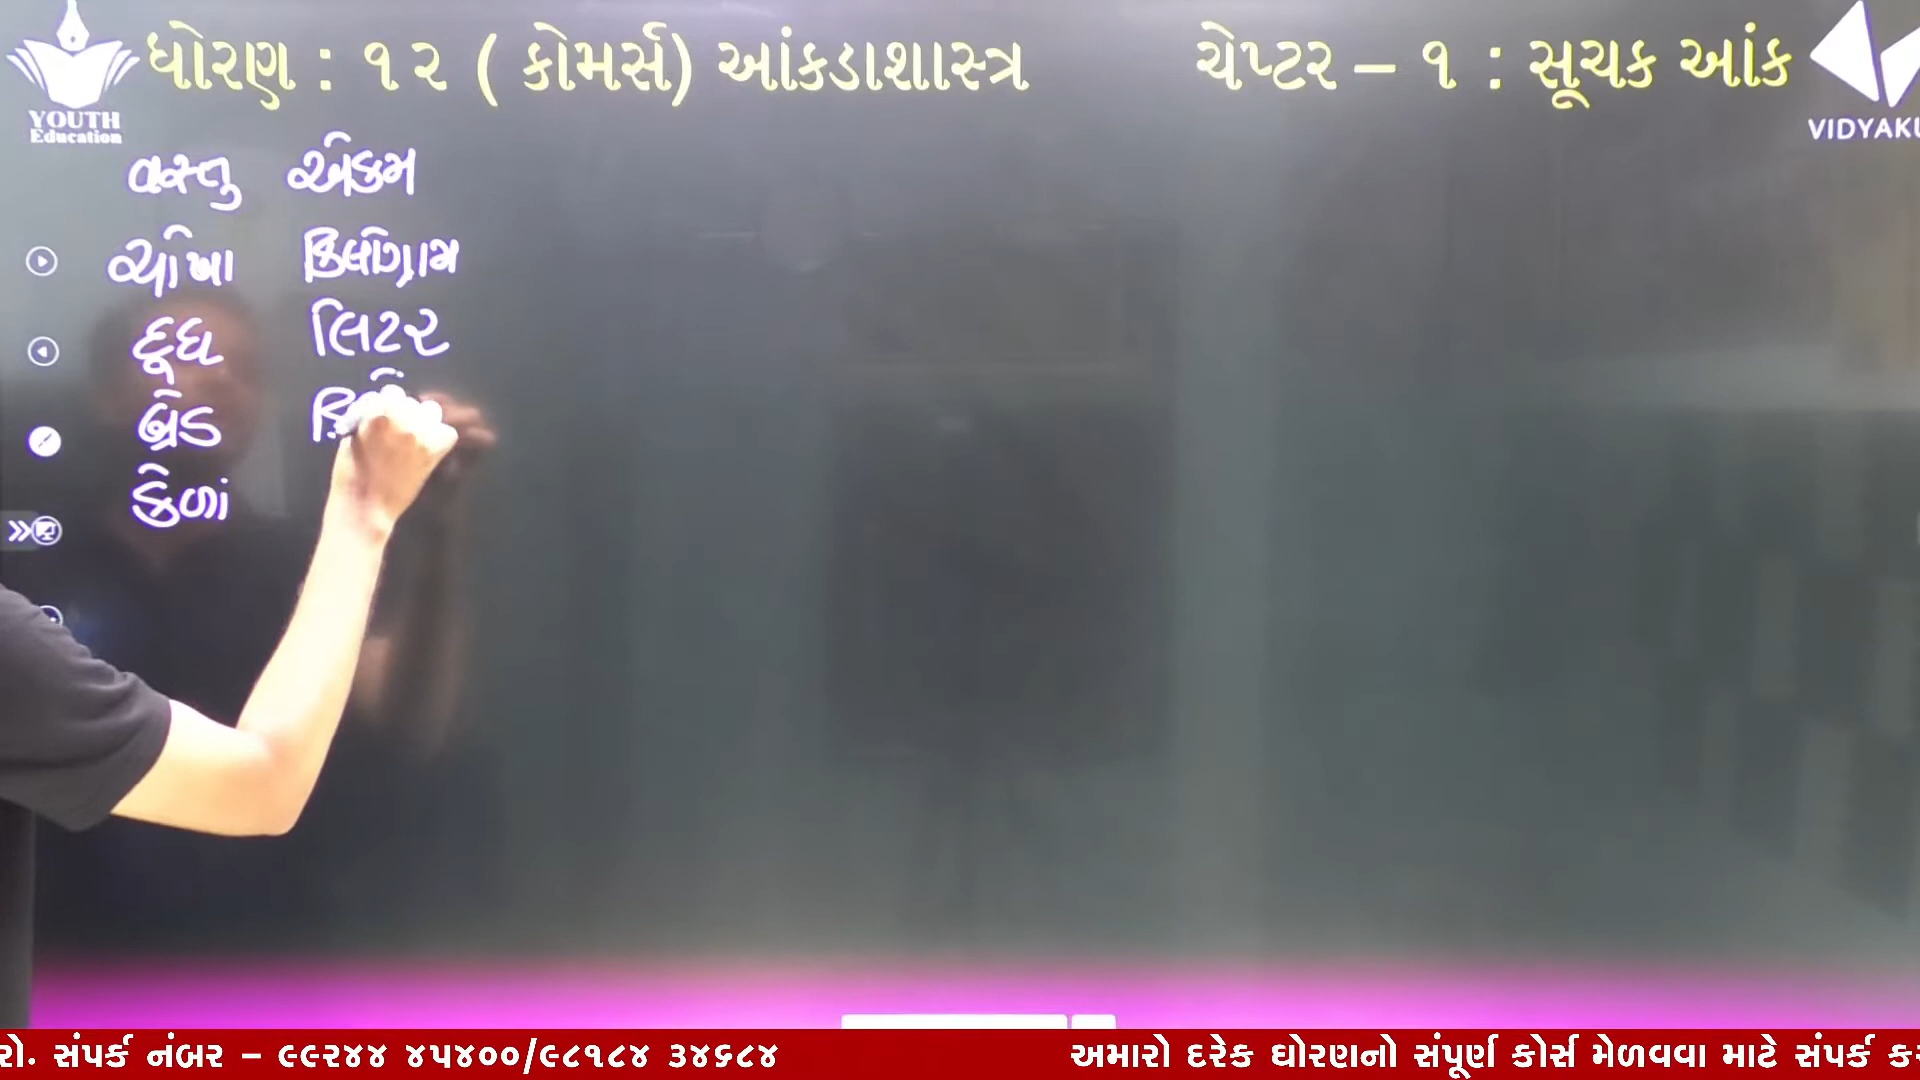 ધોરણ : ૧૨ ( કોમર્સ) આંકડાશાસ્ત્ર ચેપ્ટર – ૧ : સૂચક આંક
YOUTH
Education
VIDYAKU
વસ્તુ એકમ
ચોખા કિલોગ્રામ
દૂધ લિટર
બ્રેડ
કેળાં
રો. સંપર્ક નંબર – ૯૯૨૪૪ ૪૫૪૦૦/૯૮૧૮૪ ૩૪૬૮૪ અમારો દરેક ધોરણનો સંપૂર્ણ કોર્સ મેળવવા માટે સંપર્ક કર